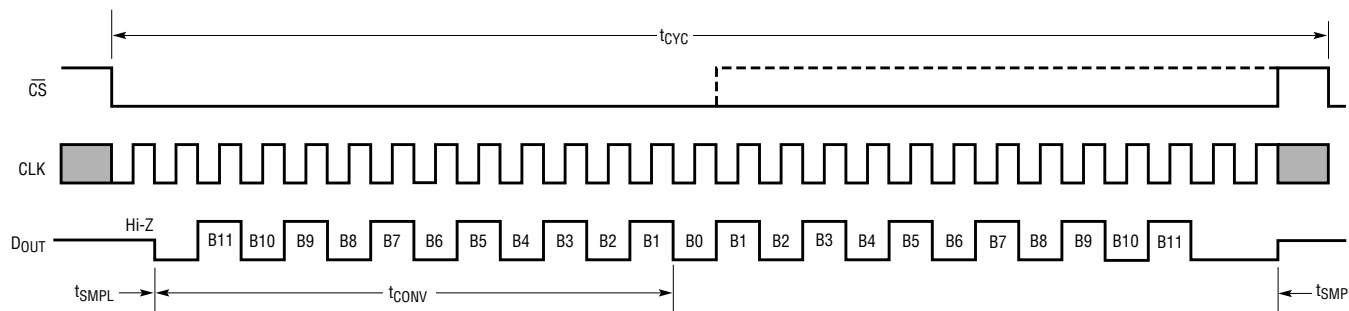 tCYC
CS
CLK
Hi-Z
DOUT
B11 B10 B9 B8 B7 B6 B5 B4 B3 B2 B1 B0 B1 B2 B3 B4 B5 B6 B7 B8 B9 B10 B11
tSMPL
tCONV
tSMP